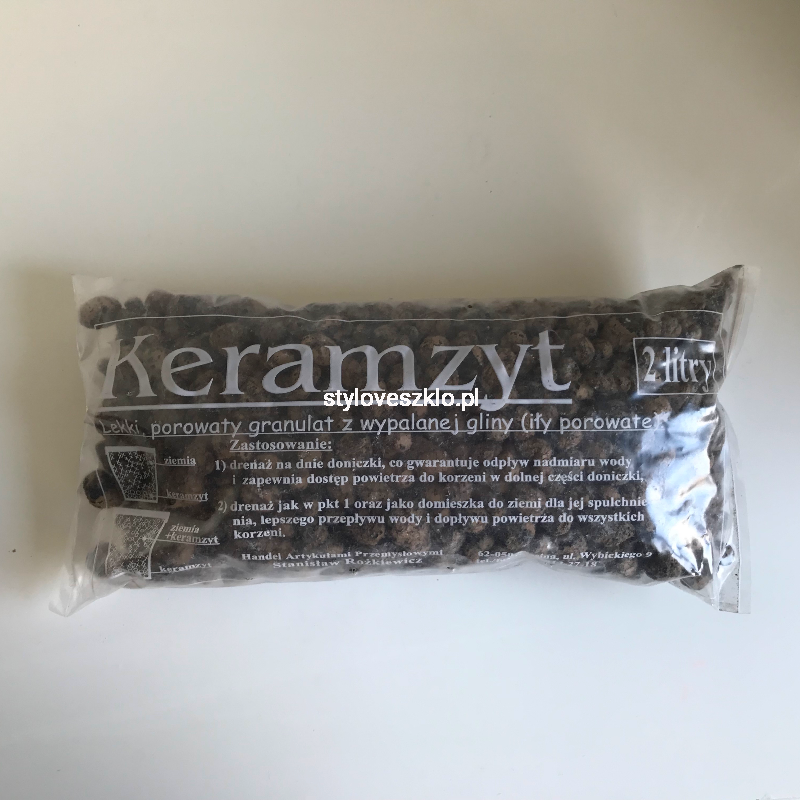 Keramzyt
2 litry
styloveszklo.pl
Lekki, porowaty granulat z wypalanej gliny (iły porowate)
Zastosowanie:
ziemia
keramzyt
1) drenaż na dnie doniczki, co gwarantuje odpływ nadmiaru wody
i zapewnia dostęp powietrza do korzeni w dolnej części doniczki,
ziemia
+keramzyt
keramzyt
2) drenaż jak w pkt 1 oraz jako domieszka do ziemi dla jej spulchnie
nia, lepszego przepływu wody i dopływu powietrza do wszystkich
korzeni.
Handel Artykułami Przemysłowymi
Stanisław Rożkiewicz
ul. Wybickiego 9